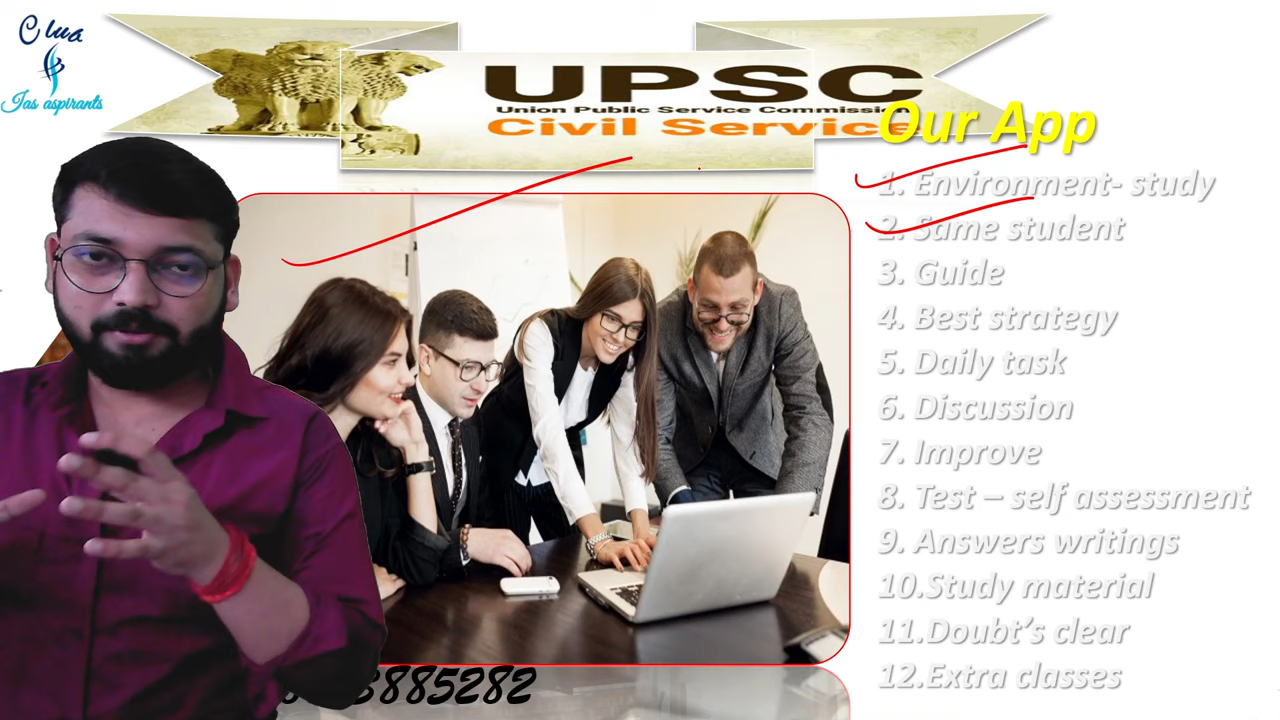 Clua
Ias aspirants
UPSC
Union Public Service Commission
Civil Service
Our App
1. Environment- study
2. Same student
3. Guide
4. Best strategy
5. Daily task
6. Discussion
7. Improve
8. Test – self assessment
9. Answers writings
10.Study material
11.Doubt's clear
12.Extra classes
885282